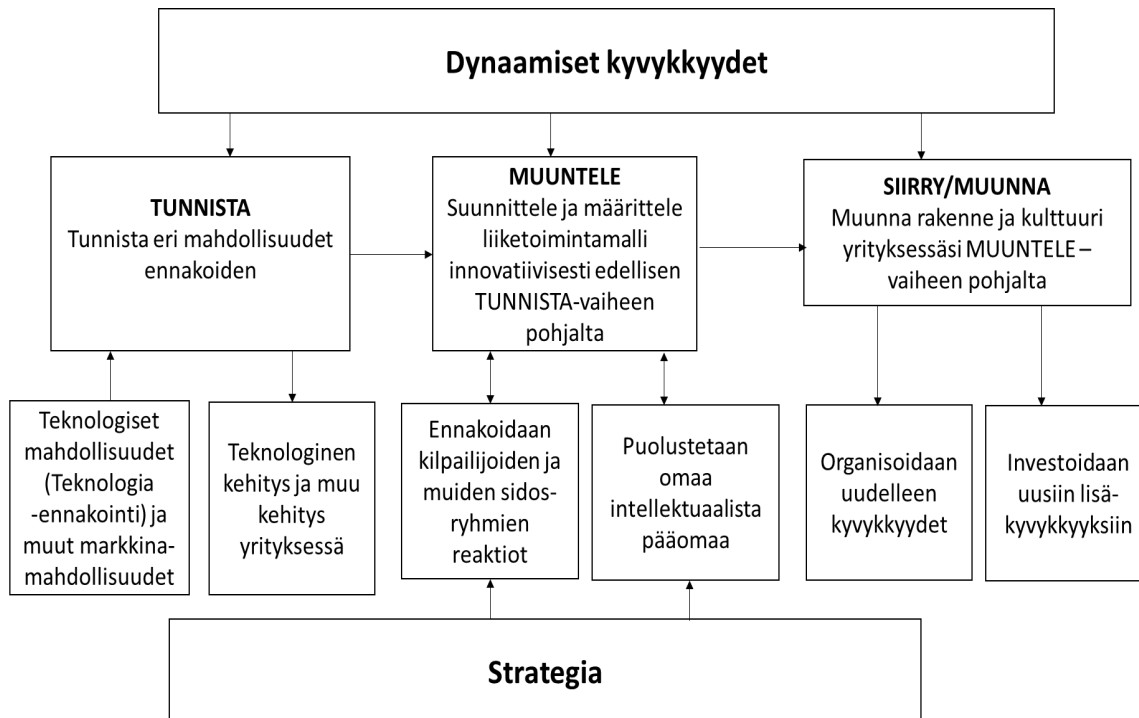 Dynaamiset kyvykkyydet
TUNNISTA
Tunnista eri mahdollisuudet
ennakoiden
MUUNTELE
Suunnittele ja määrittele
liiketoimintamalli
innovatiivisesti edellisen
TUNNISTA-vaiheen
pohjalta
SIIRRY/MUUNNA
Muunna rakenne ja kulttuuri
yrityksessäsi MUUNTELE –
vaiheen pohjalta
Teknologiset
mahdollisuudet
(Teknologia
-ennakointi) ja
muut markkina-
mahdollisuudet
Teknologinen
kehitys ja muu
kehitys
yrityksessä
Ennakoidaan
kilpailijoiden ja
muiden sidos-
ryhmien
reaktiot
Puolustetaan
omaa
intellektuaalista
pääomaa
Organisoidaan
uudelleen
kyvykkyydet
Investoidaan
uusiin lisä-
kyvykkyyksiin
Strategia